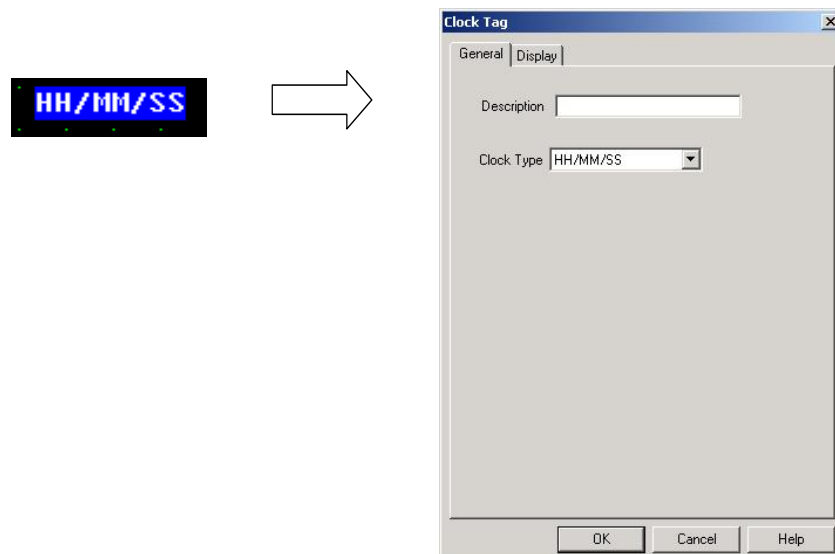 HH/MM/SS
Clock Tag
General Display
Description
Clock Type HH/MM/SS
OK Cancel Help